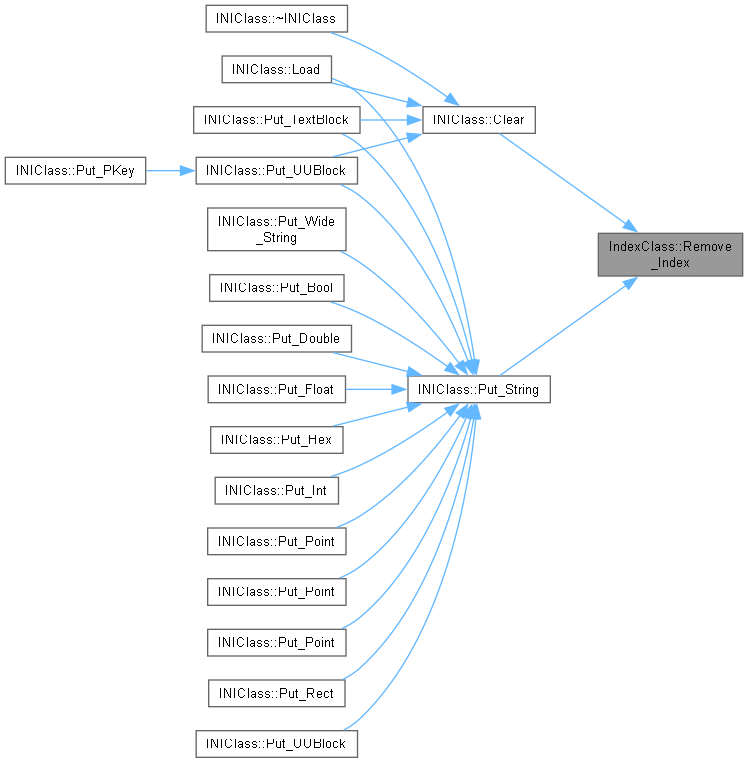 INIClass::~INIClass
INIClass::Load
INIClass::Put_TextBlock
INIClass::Clear
INIClass::Put_PKey
INIClass::Put_UUBlock
INIClass::Put_Wide
_String
IndexClass::Remove
_Index
INIClass::Put_Bool
INIClass::Put_Double
INIClass::Put_Float
INIClass::Put_String
INIClass::Put_Hex
INIClass::Put_Int
INIClass::Put_Point
INIClass::Put_Point
INIClass::Put_Point
INIClass::Put_Rect
INIClass::Put_UUBlock